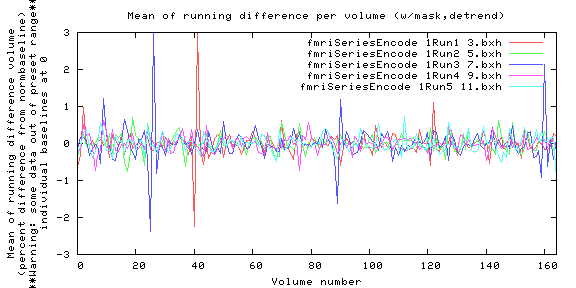 Mean of running difference per volume (w/mask,detrend)
Mean of running difference volume
(percent difference from normbaseline)
**Warning: some data out of preset range**
individual baselines at 0
fmriSeriesEncode 1Run1 3.bxh
fmriSeriesEncode 1Run2 5.bxh
fmriSeriesEncode 1Run3 7.bxh
fmriSeriesEncode 1Run4 9.bxh
fmriSeriesEncode 1Run5 11.bxh
3
2
1
0
-1
-2
-3
0 20 40 60 80 100 120 140 160
Volume number